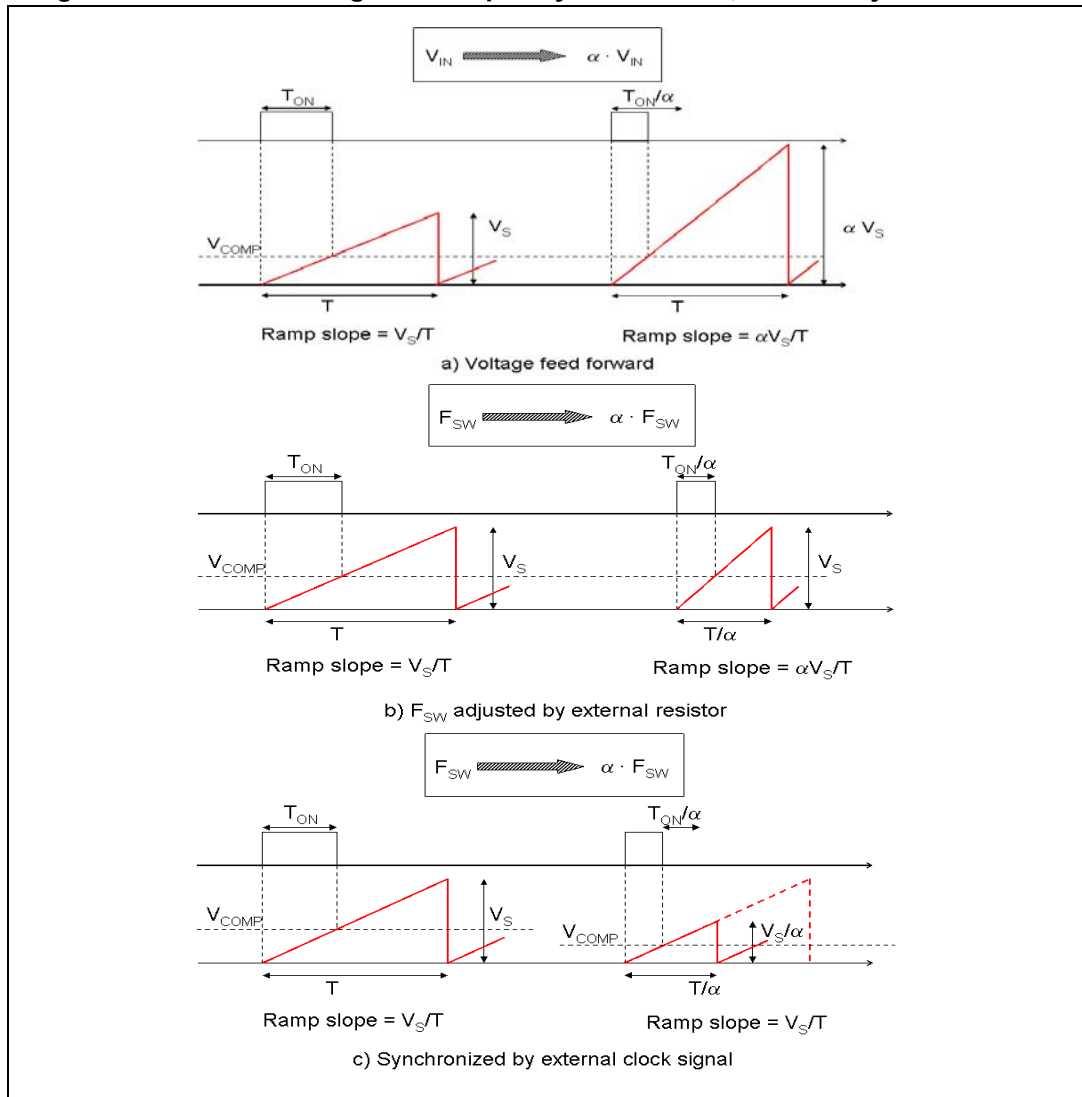 V_IN α · V_IN
T_ON T_ON/α
V_COMP V_S α V_S
T T
Ramp slope = V_S/T Ramp slope = αV_S/T
a) Voltage feed forward
F_SW α · F_SW
T_ON T_ON/α
V_COMP V_S V_S
T T/α
Ramp slope = V_S/T Ramp slope = αV_S/T
b) F_SW adjusted by external resistor
F_SW α · F_SW
T_ON T_ON/α
V_COMP V_S V_COMP V_S/α
T T/α
Ramp slope = V_S/T Ramp slope = V_S/T
c) Synchronized by external clock signal